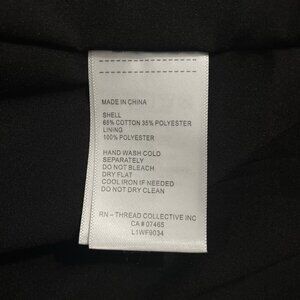 MADE IN CHINA
SHELL
65% COTTON 35% POLYESTER
LINING
100% POLYESTER
HAND WASH COLD
SEPARATELY
DO NOT BLEACH
DRY FLAT
COOL IRON IF NEEDED
DO NOT DRY CLEAN
RN – THREAD COLLECTIVE INC
CA # 07465
L1WF9034